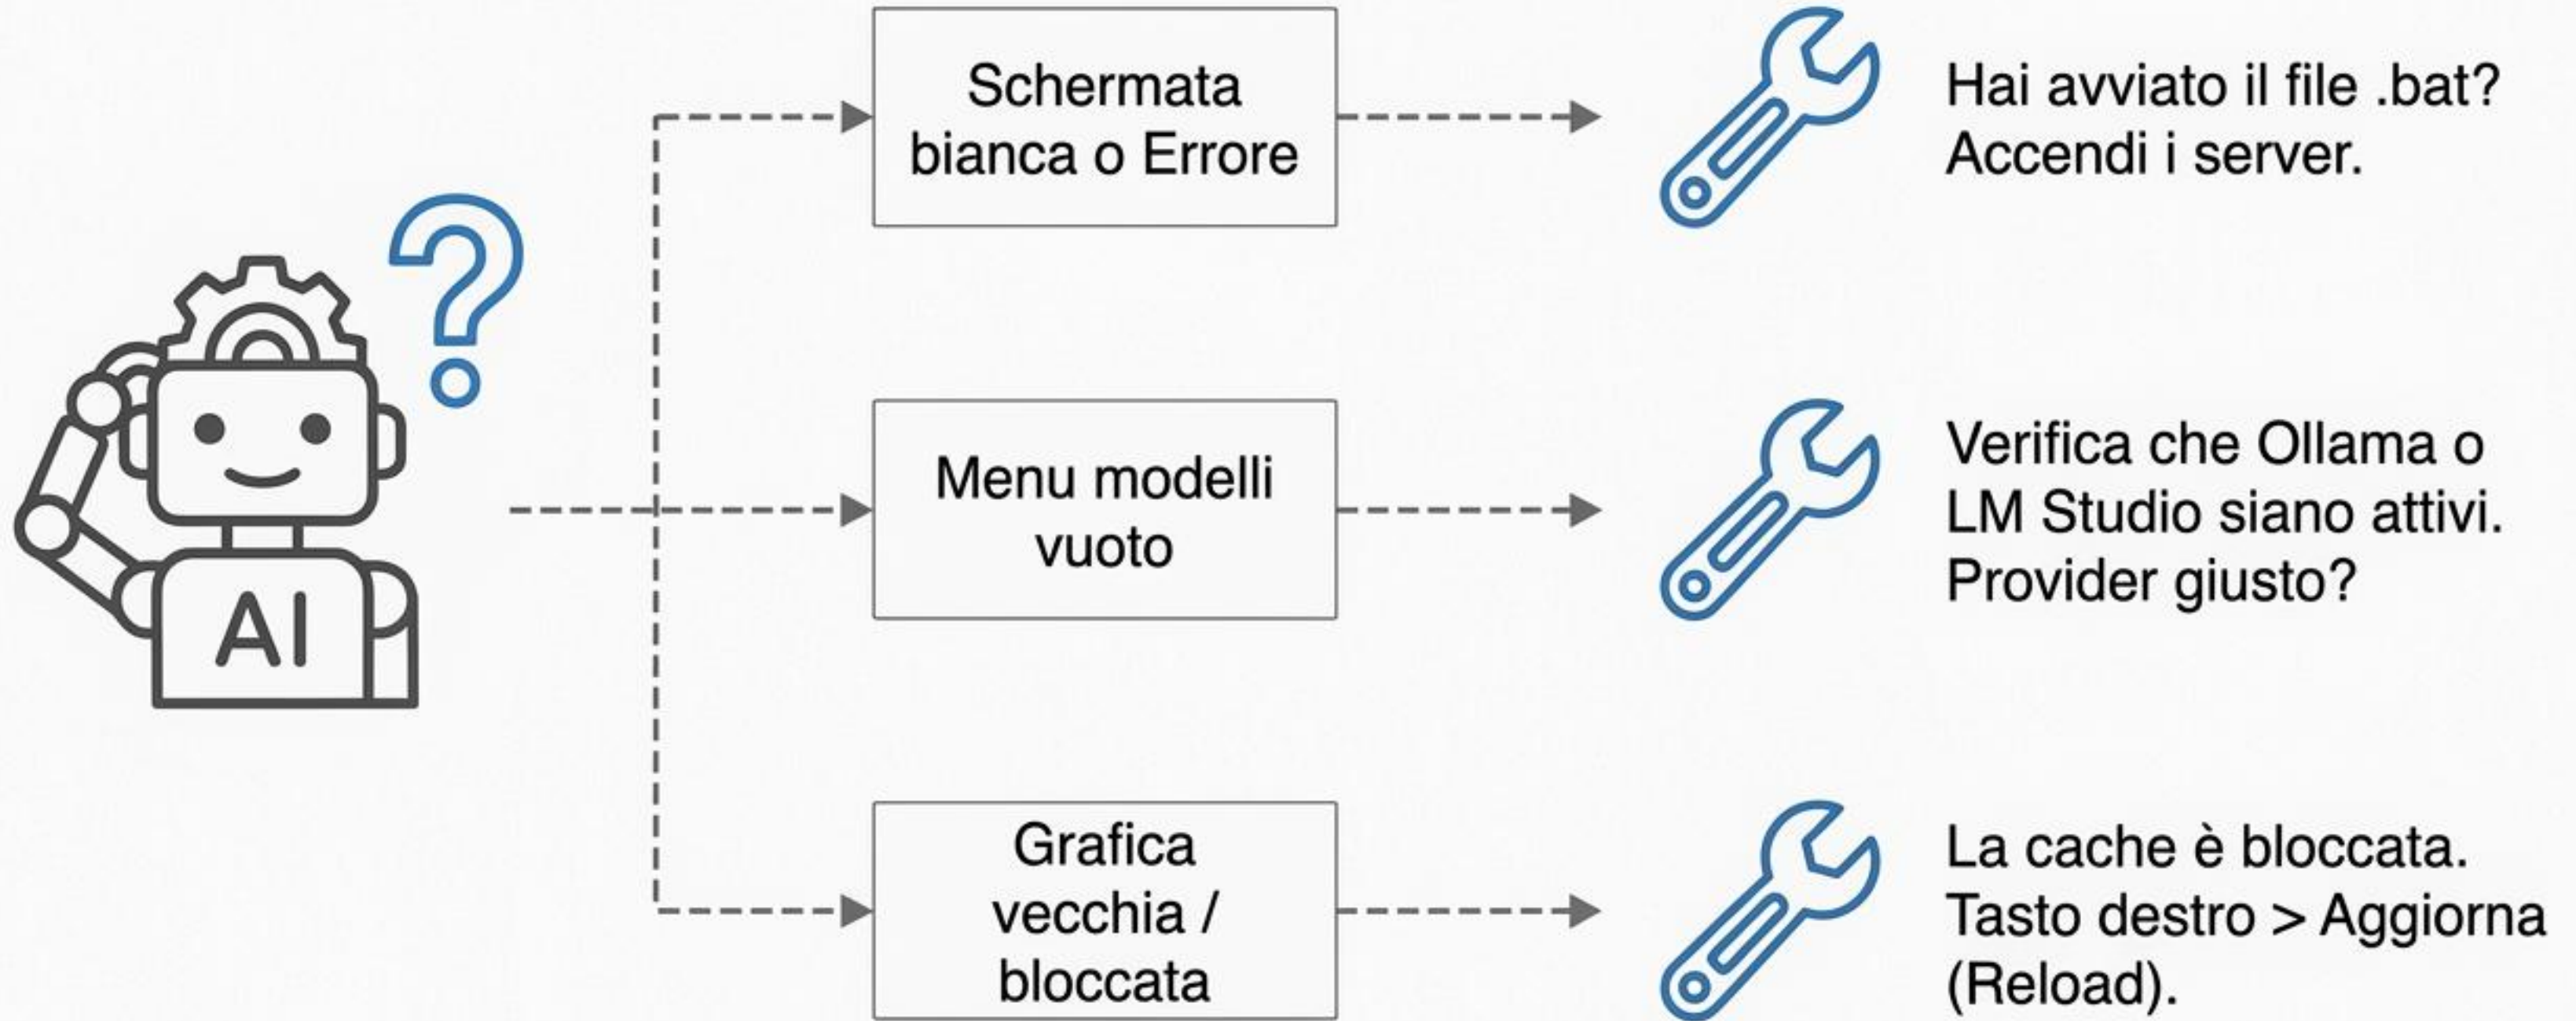 AI
Schermata
bianca o Errore
Hai avviato il file .bat?
Accendi i server.
Menu modelli
vuoto
Verifica che Ollama o
LM Studio siano attivi.
Provider giusto?
Grafica
vecchia /
bloccata
La cache è bloccata.
Tasto destro > Aggiorna
(Reload).